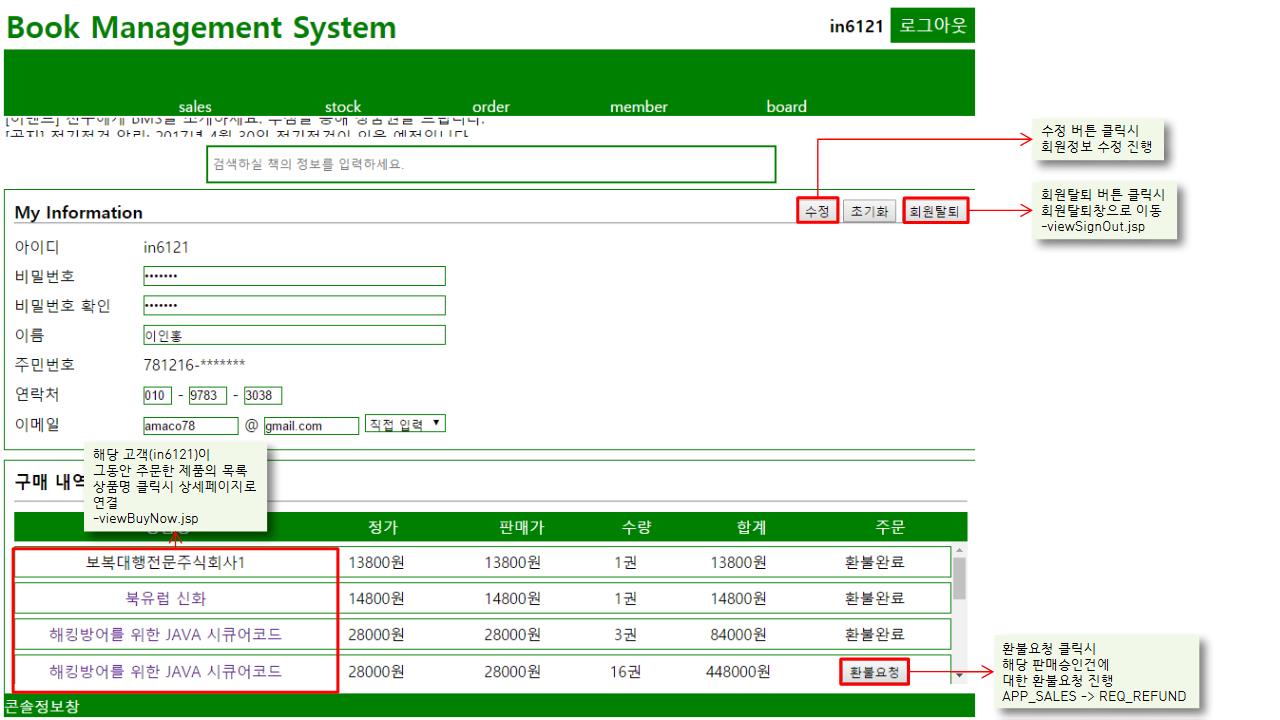 Book Management System
in6121 로그아웃
sales stock order member board
[이벤트] 친구에게 BMS를 소개하세요. 추첨을 통해 상품권을 드립니다.
[공지] 정기점검 알림: 2017년 4월 30일 정기점검이 있을 예정입니다
수정 버튼 클릭시
회원정보 수정 진행
검색하실 책의 정보를 입력하세요.
My Information 수정 초기화 회원탈퇴
회원탈퇴 버튼 클릭시
회원탈퇴창으로 이동
-viewSignOut.jsp
아이디 in6121
비밀번호 •••••••
비밀번호 확인 •••••••
이름 이인홍
주민번호 781216-*******
연락처 010 - 9783 - 3038
이메일 amaco78 @ gmail.com 직접 입력 ▼
해당 고객(in6121)이
그동안 주문한 제품의 목록
상품명 클릭시 상세페이지로
연결
-viewBuyNow.jsp
구매 내역
정가 판매가 수량 합계 주문
보복대행전문주식회사1 13800원 13800원 1권 13800원 환불완료
북유럽 신화 14800원 14800원 1권 14800원 환불완료
해킹방어를 위한 JAVA 시큐어코드 28000원 28000원 3권 84000원 환불완료
해킹방어를 위한 JAVA 시큐어코드 28000원 28000원 16권 448000원 환불요청
환불요청 클릭시
해당 판매승인건에
대한 환불요청 진행
APP_SALES -> REQ_REFUND
콘솔정보창